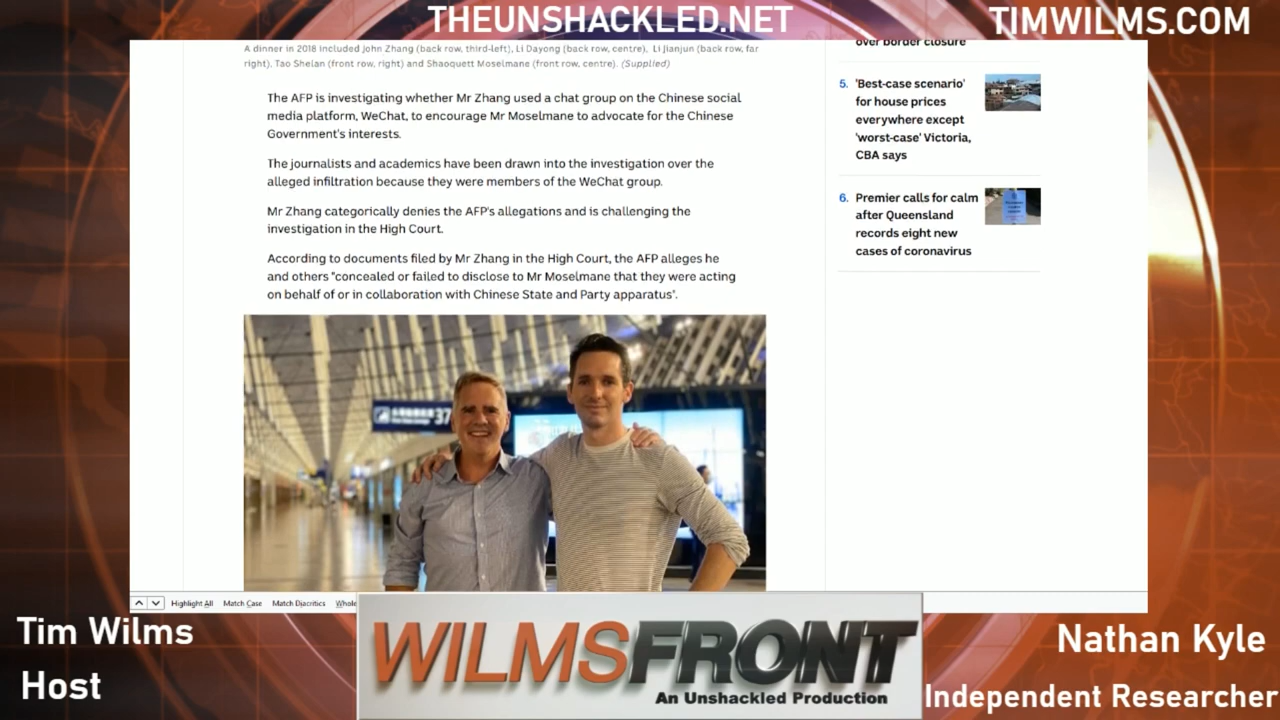 THEUNSHACKLED.NET
TIMWILMS.COM
A dinner in 2018 included John Zhang (back row, third-left), Li Dayong (back row, centre), Li Jianjun (back row, far
right), Tao Shelan (front row, right) and Shaoquett Moselmane (front row, centre). (Supplied)
The AFP is investigating whether Mr Zhang used a chat group on the Chinese social
media platform, WeChat, to encourage Mr Moselmane to advocate for the Chinese
Government's interests.
The journalists and academics have been drawn into the investigation over the
alleged infiltration because they were members of the WeChat group.
Mr Zhang categorically denies the AFP's allegations and is challenging the
investigation in the High Court.
According to documents filed by Mr Zhang in the High Court, the AFP alleges he
and others "concealed or failed to disclose to Mr Moselmane that they were acting
on behalf of or in collaboration with Chinese State and Party apparatus".
over border closure
5. 'Best-case scenario'
for house prices
everywhere except
'worst-case' Victoria,
CBA says
6. Premier calls for calm
after Queensland
records eight new
cases of coronavirus
37
Highlight All Match Case Match Diacritics Whole
Tim Wilms
Host
WILMSFRONT
An Unshackled Production
Nathan Kyle
Independent Researcher